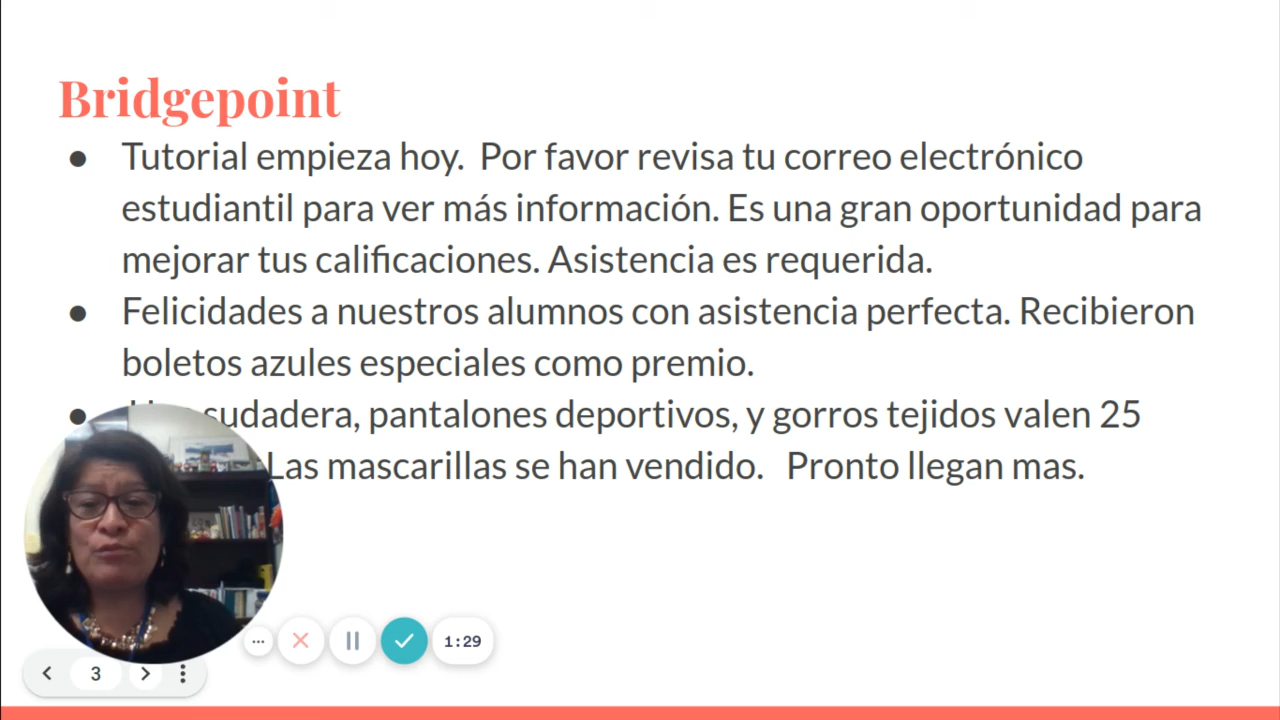 Bridgepoint
● Tutorial empieza hoy.  Por favor revisa tu correo electrónico
estudiantil para ver más información. Es una gran oportunidad para
mejorar tus calificaciones. Asistencia es requerida.
● Felicidades a nuestros alumnos con asistencia perfecta. Recibieron
boletos azules especiales como premio.
● sudadera, pantalones deportivos, y gorros tejidos valen 25
Las mascarillas se han vendido.   Pronto llegan mas.
1:29
3